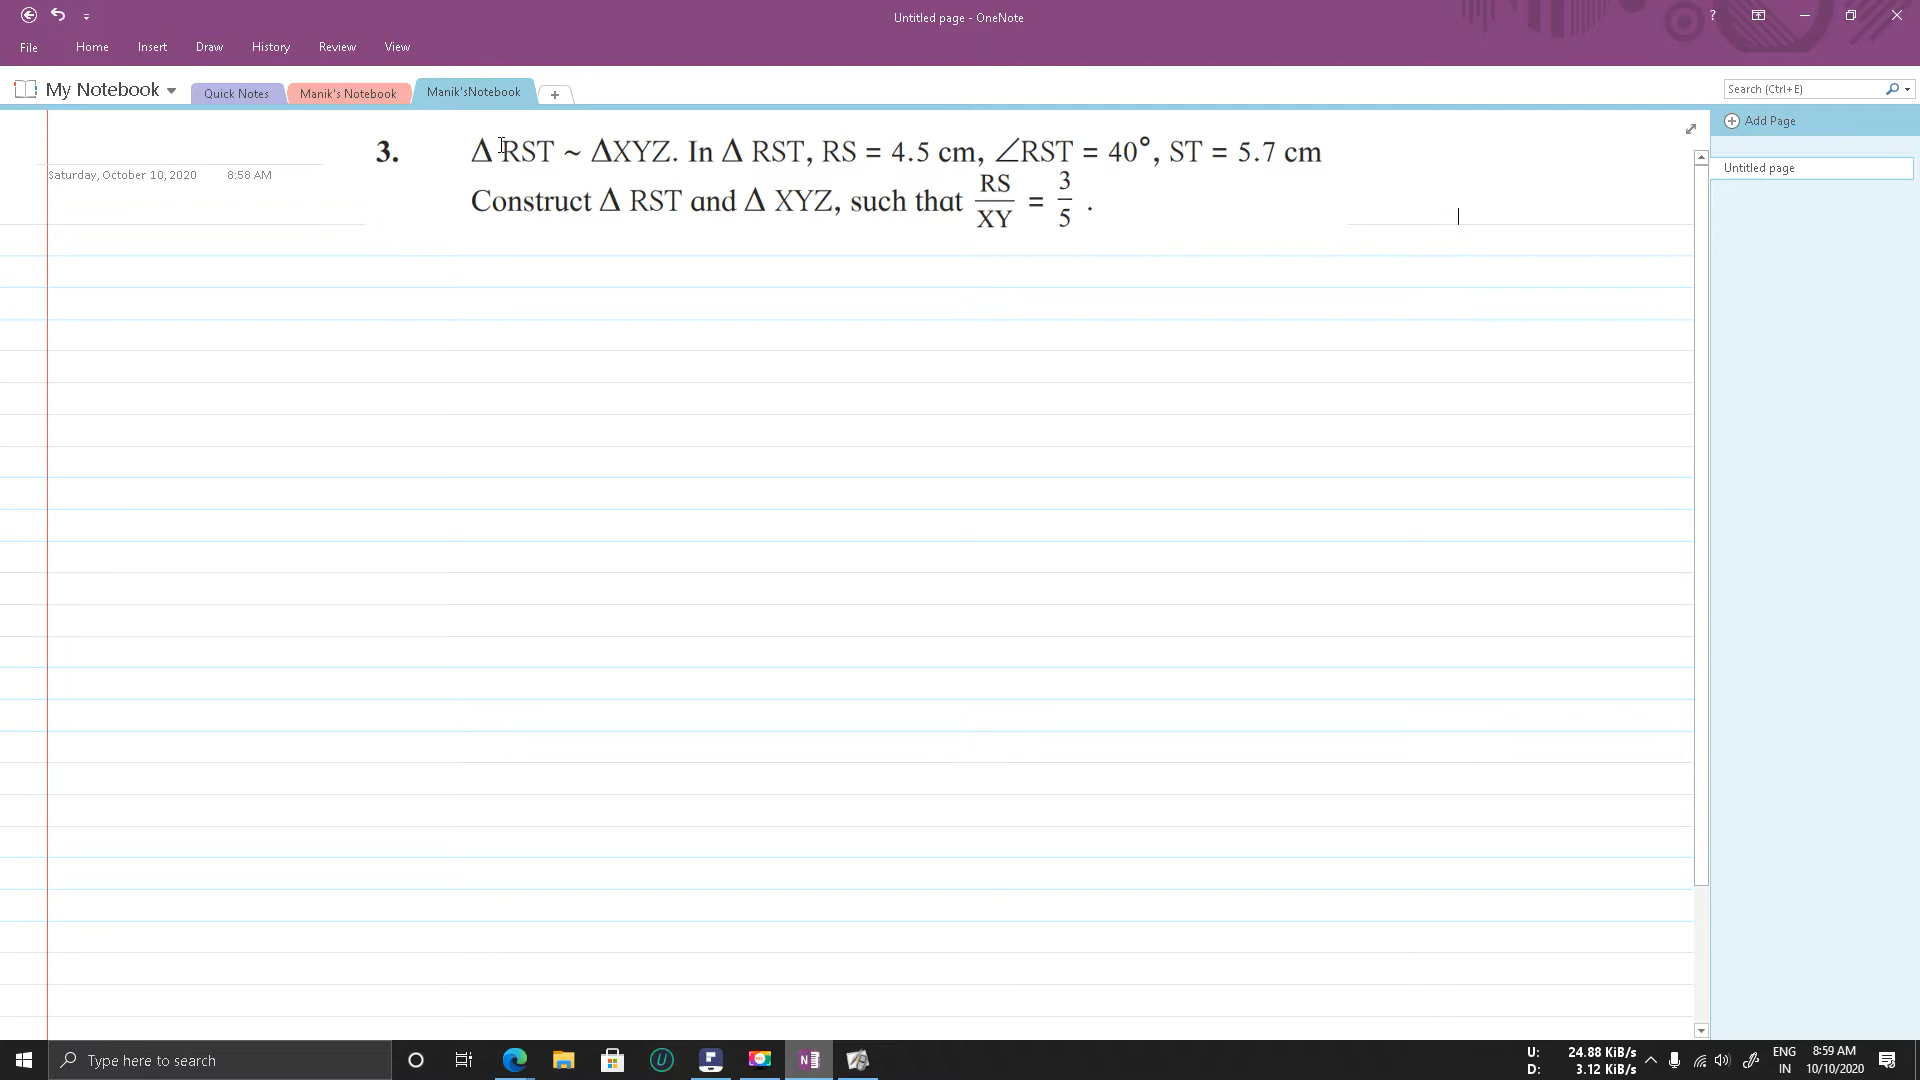 Untitled page - OneNote
?
File Home Insert Draw History Review View
My Notebook Quick Notes Manik's Notebook Manik'sNotebook + Search (Ctrl+E)
Add Page
Untitled page
3. Δ RST ~ ΔXYZ. In Δ RST, RS = 4.5 cm, ∠RST = 40°, ST = 5.7 cm
Construct Δ RST and Δ XYZ, such that RS/XY = 3/5 .
Saturday, October 10, 2020 8:58 AM
Type here to search
U: 24.88 KiB/s
D: 3.12 KiB/s
ENG
IN
8:59 AM
10/10/2020